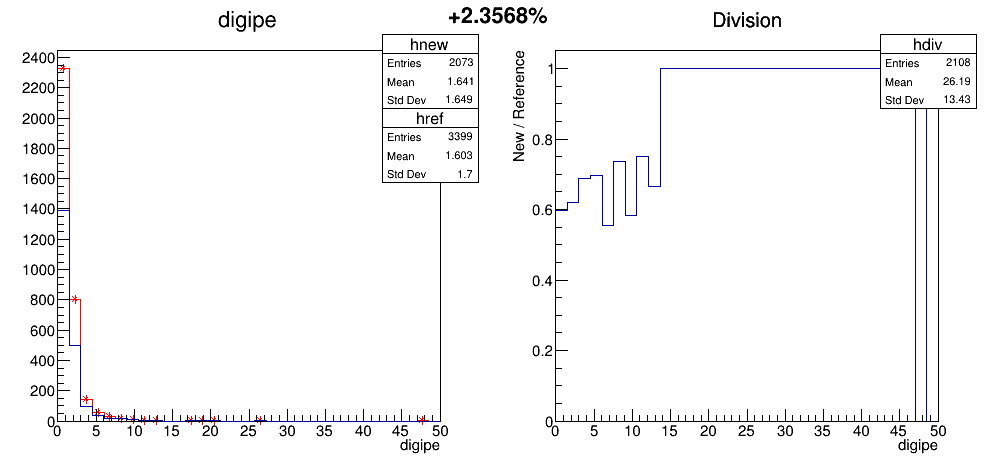 +2.3568%
digipe
hnew
Entries 2073
Mean 1.641
Std Dev 1.649
href
Entries 3399
Mean 1.603
Std Dev 1.7
2400
2200
2000
1800
1600
1400
1200
1000
800
600
400
200
0
0 5 10 15 20 25 30 35 40 45 50
digipe
Division
hdiv
Entries 2108
Mean 26.19
Std Dev 13.43
New / Reference
1
0.8
0.6
0.4
0.2
0
0 5 10 15 20 25 30 35 40 45 50
digipe